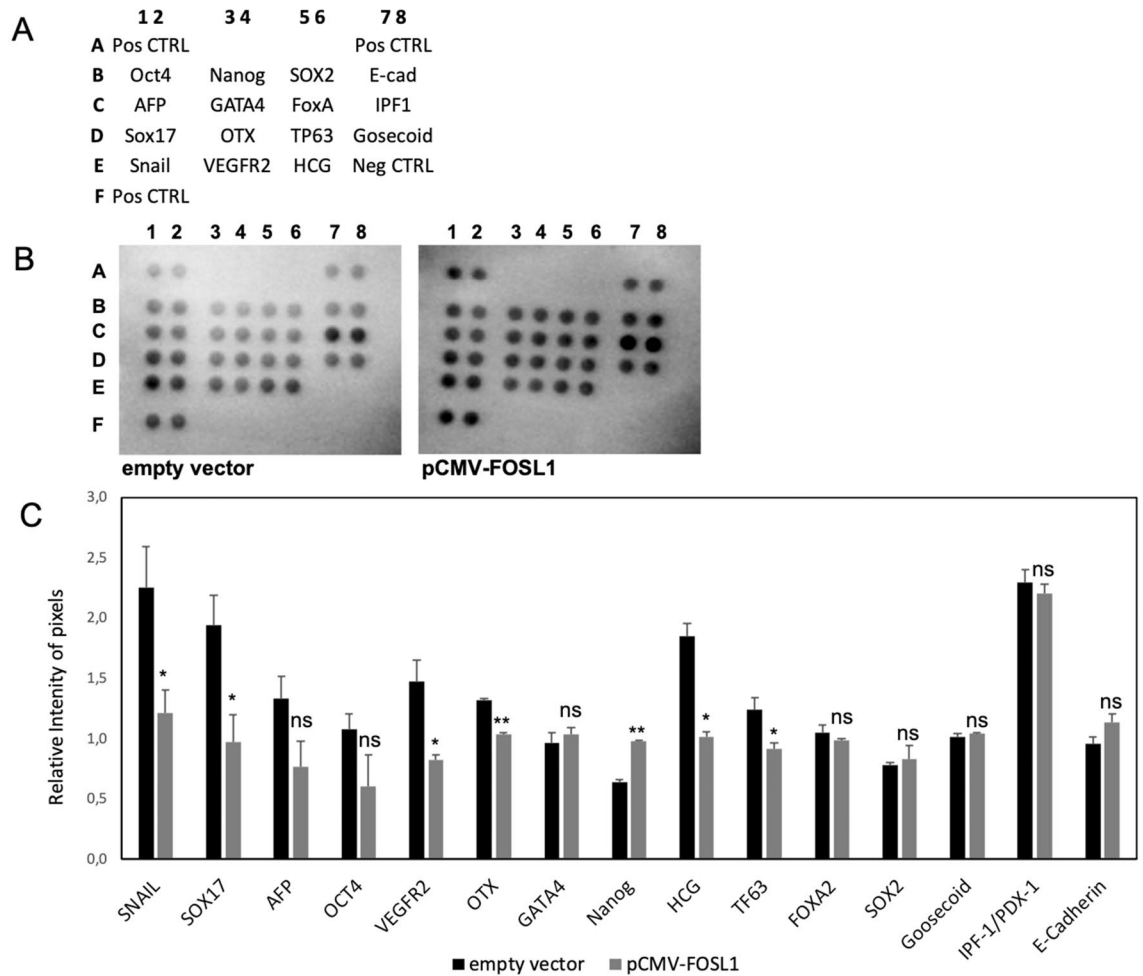 A
1 2 3 4 5 6 7 8
A Pos CTRL Pos CTRL
B Oct4 Nanog SOX2 E-cad
C AFP GATA4 FoxA IPF1
D Sox17 OTX TP63 Gosecoid
E Snail VEGFR2 HCG Neg CTRL
F Pos CTRL
B
1 2 3 4 5 6 7 8 1 2 3 4 5 6 7 8
A
B
C
D
E
F
empty vector pCMV-FOSL1
C
Relative Intenity of pixels
3,0
2,5
2,0
1,5
1,0
0,5
0,0
* * ns ns * ** ns ** * * ns ns ns ns ns
SNAIL SOX17 AFP OCT4 VEGFR2 OTX GATA4 Nanog HCG TF63 FOXA2 SOX2 Goosecoid IPF-1/PDX-1 E-Cadherin
empty vector pCMV-FOSL1